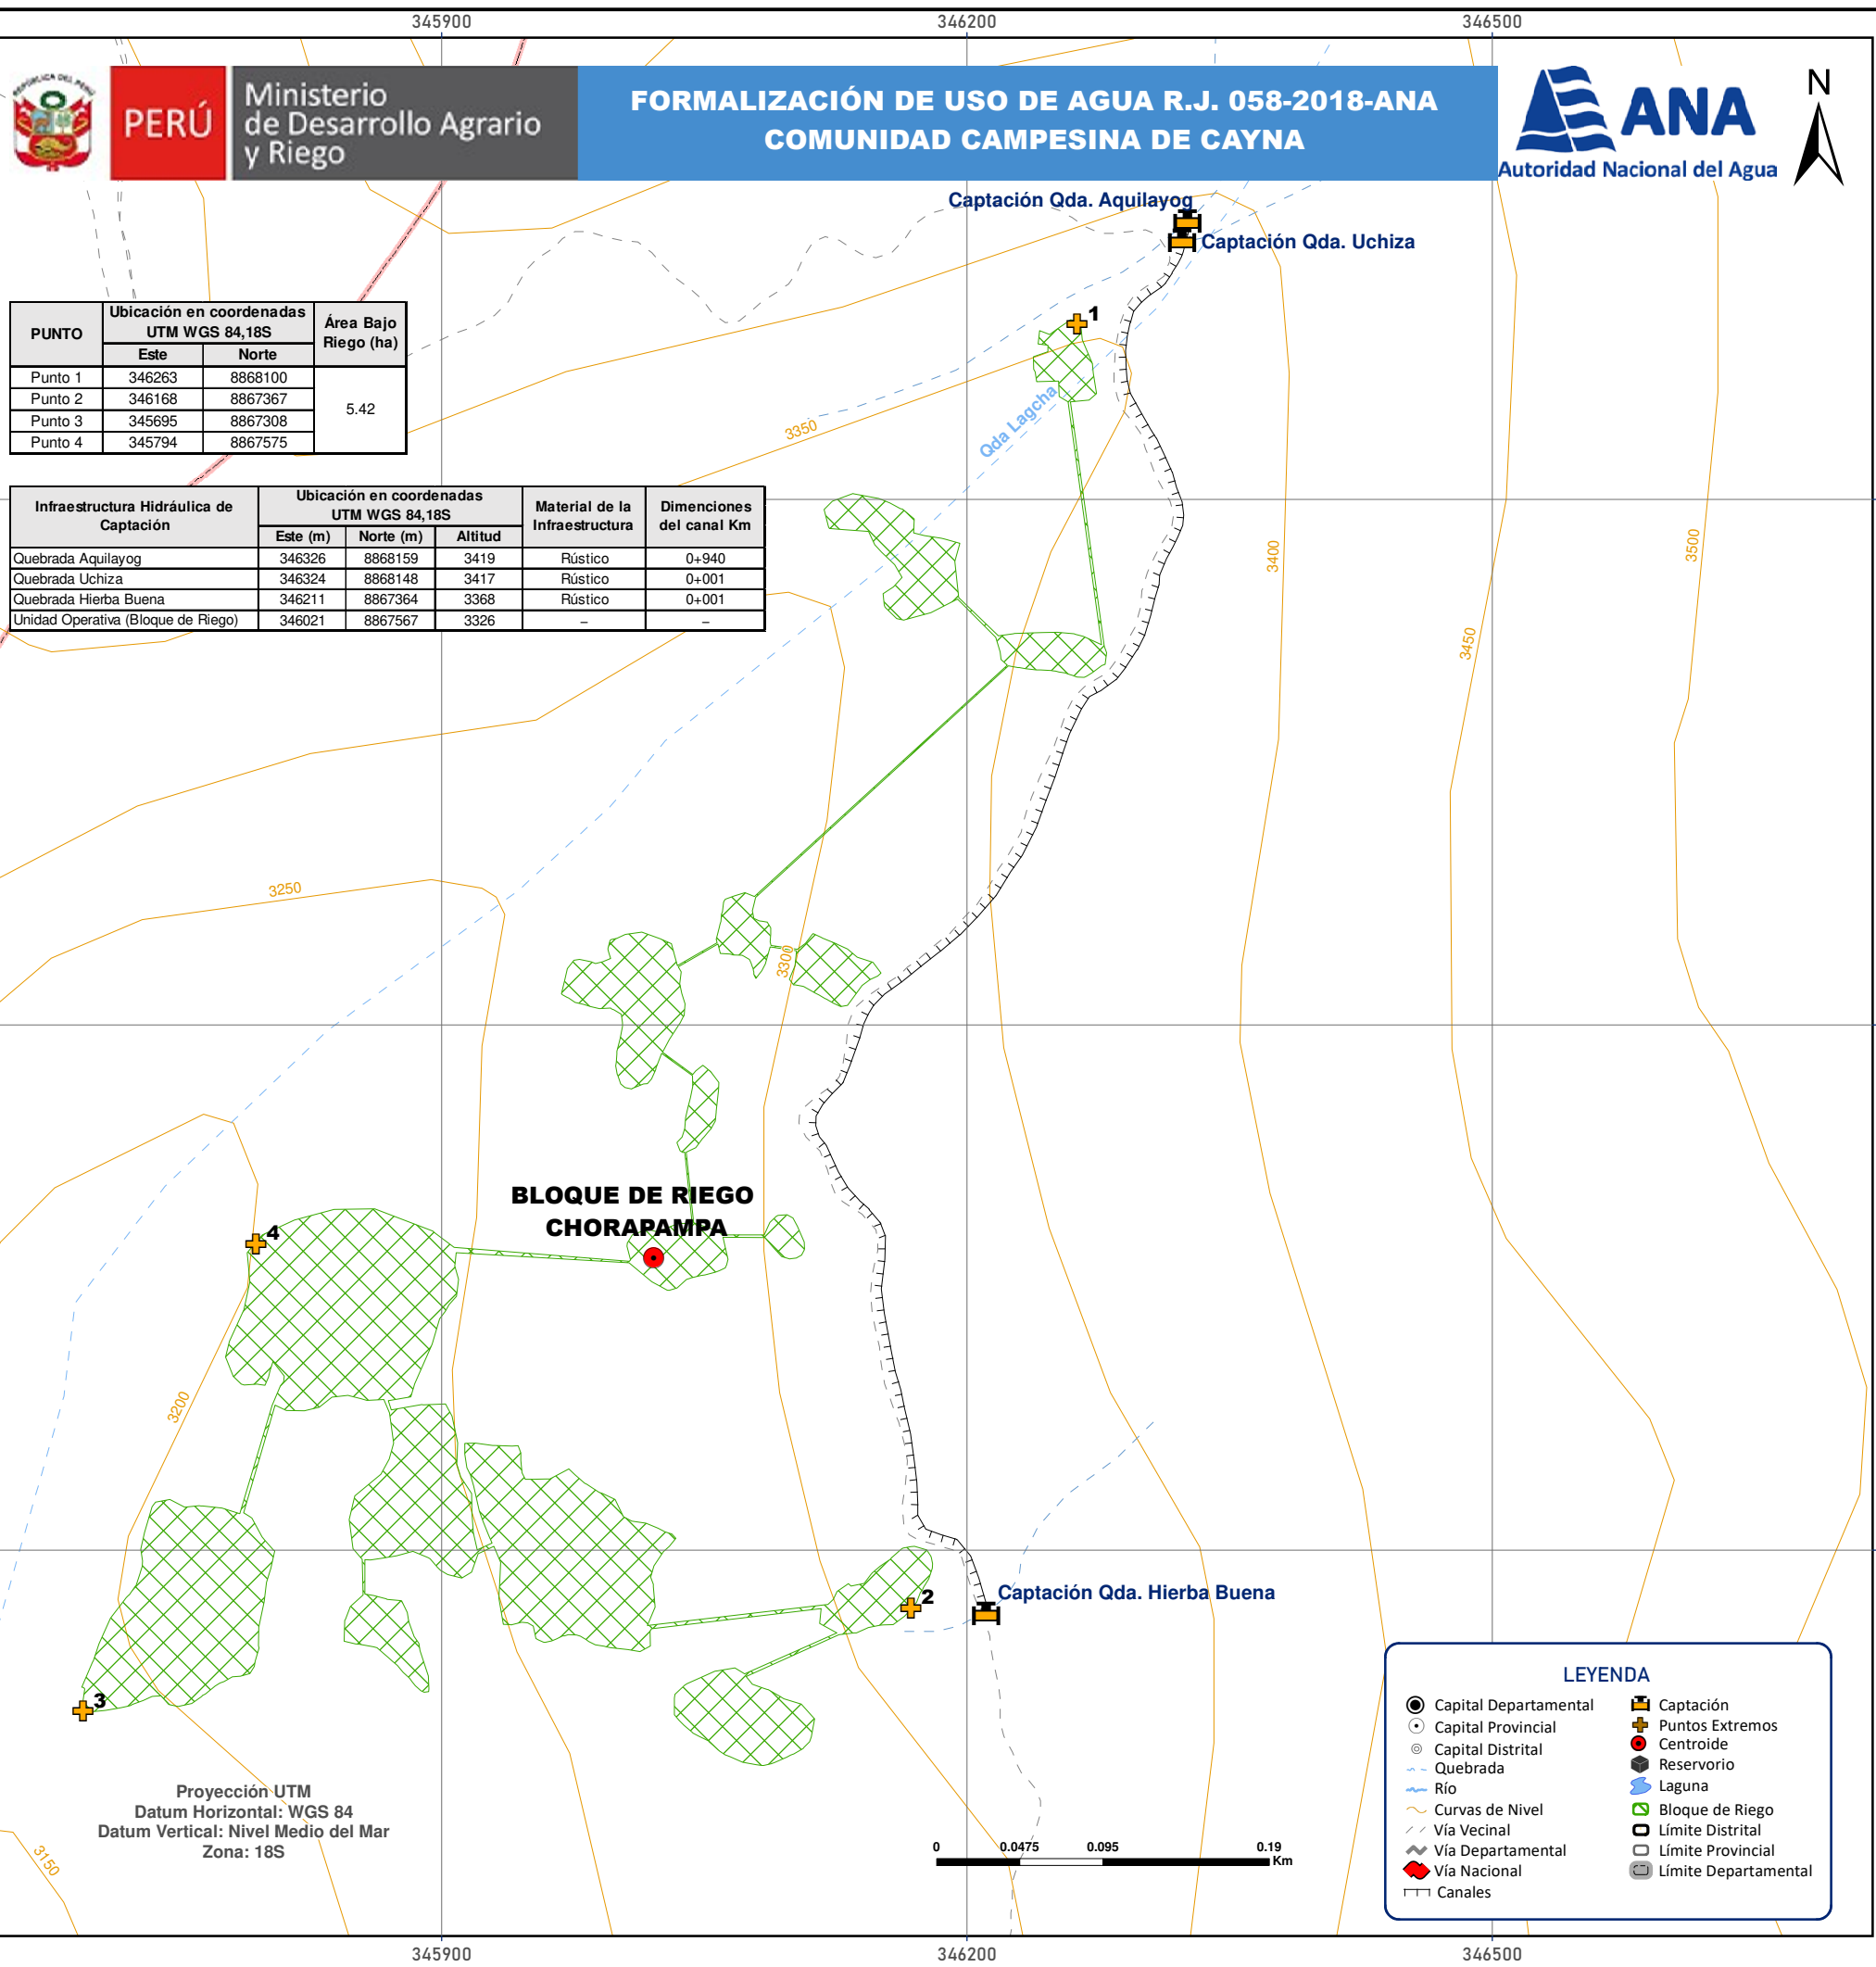 345900 346200 346500
REPÚBLICA DEL PERÚ
PERÚ
Ministerio
de Desarrollo Agrario
y Riego
FORMALIZACIÓN DE USO DE AGUA R.J. 058-2018-ANA
COMUNIDAD CAMPESINA DE CAYNA
ANA
Autoridad Nacional del Agua
N
Captación Qda. Aquilayog
Captación Qda. Uchiza
PUNTO Ubicación en coordenadas UTM WGS 84,18S Área Bajo Riego (ha)
Este Norte
Punto 1 346263 8868100
Punto 2 346168 8867367
Punto 3 345695 8867308
Punto 4 345794 8867575
5.42
1
3350
Qda Lagcha
Infraestructura Hidráulica de Captación Ubicación en coordenadas UTM WGS 84,18S Material de la Infraestructura Dimenciones del canal Km
Este (m) Norte (m) Altitud
Quebrada Aquilayog 346326 8868159 3419 Rústico 0+940
Quebrada Uchiza 346324 8868148 3417 Rústico 0+001
Quebrada Hierba Buena 346211 8867364 3368 Rústico 0+001
Unidad Operativa (Bloque de Riego) 346021 8867567 3326 – –
3400
3500
3450
3250
3300
BLOQUE DE RIEGO
CHORAPAMPA
4
3200
2
Captación Qda. Hierba Buena
3
Proyección UTM
Datum Horizontal: WGS 84
Datum Vertical: Nivel Medio del Mar
Zona: 18S
3150
0 0.0475 0.095 0.19
Km
LEYENDA
Capital Departamental
Capital Provincial
Capital Distrital
Quebrada
Río
Curvas de Nivel
Vía Vecinal
Vía Departamental
Vía Nacional
Canales
Captación
Puntos Extremos
Centroide
Reservorio
Laguna
Bloque de Riego
Límite Distrital
Límite Provincial
Límite Departamental
345900 346200 346500